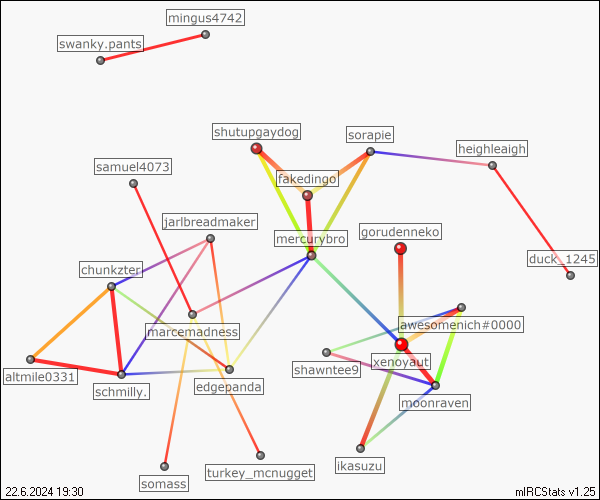 mingus4742
swanky.pants
shutupgaydog
sorapie
heighleaigh
samuel4073
fakedingo
jarlbreadmaker
gorudenneko
mercurybro
duck_1245
chunkzter
awesomenich#0000
marcemadness
xenoyaut
shawntee9
altmile0331
edgepanda
schmilly.
moonraven
ikasuzu
turkey_mcnugget
somass
22.6.2024 19:30
mIRCStats v1.25